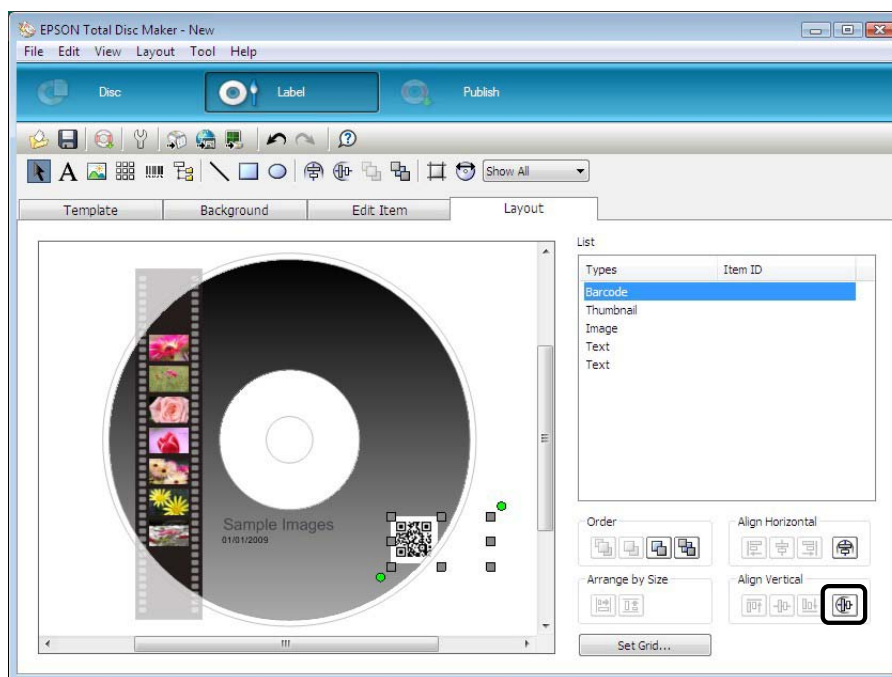 EPSON Total Disc Maker - New
File Edit View Layout Tool Help
Disc Label Publish
A Show All
Template Background Edit Item Layout
List
Types Item ID
Barcode
Thumbnail
Image
Text
Text
Sample Images
01/01/2009
Order Align Horizontal
Arrange by Size Align Vertical
Set Grid...